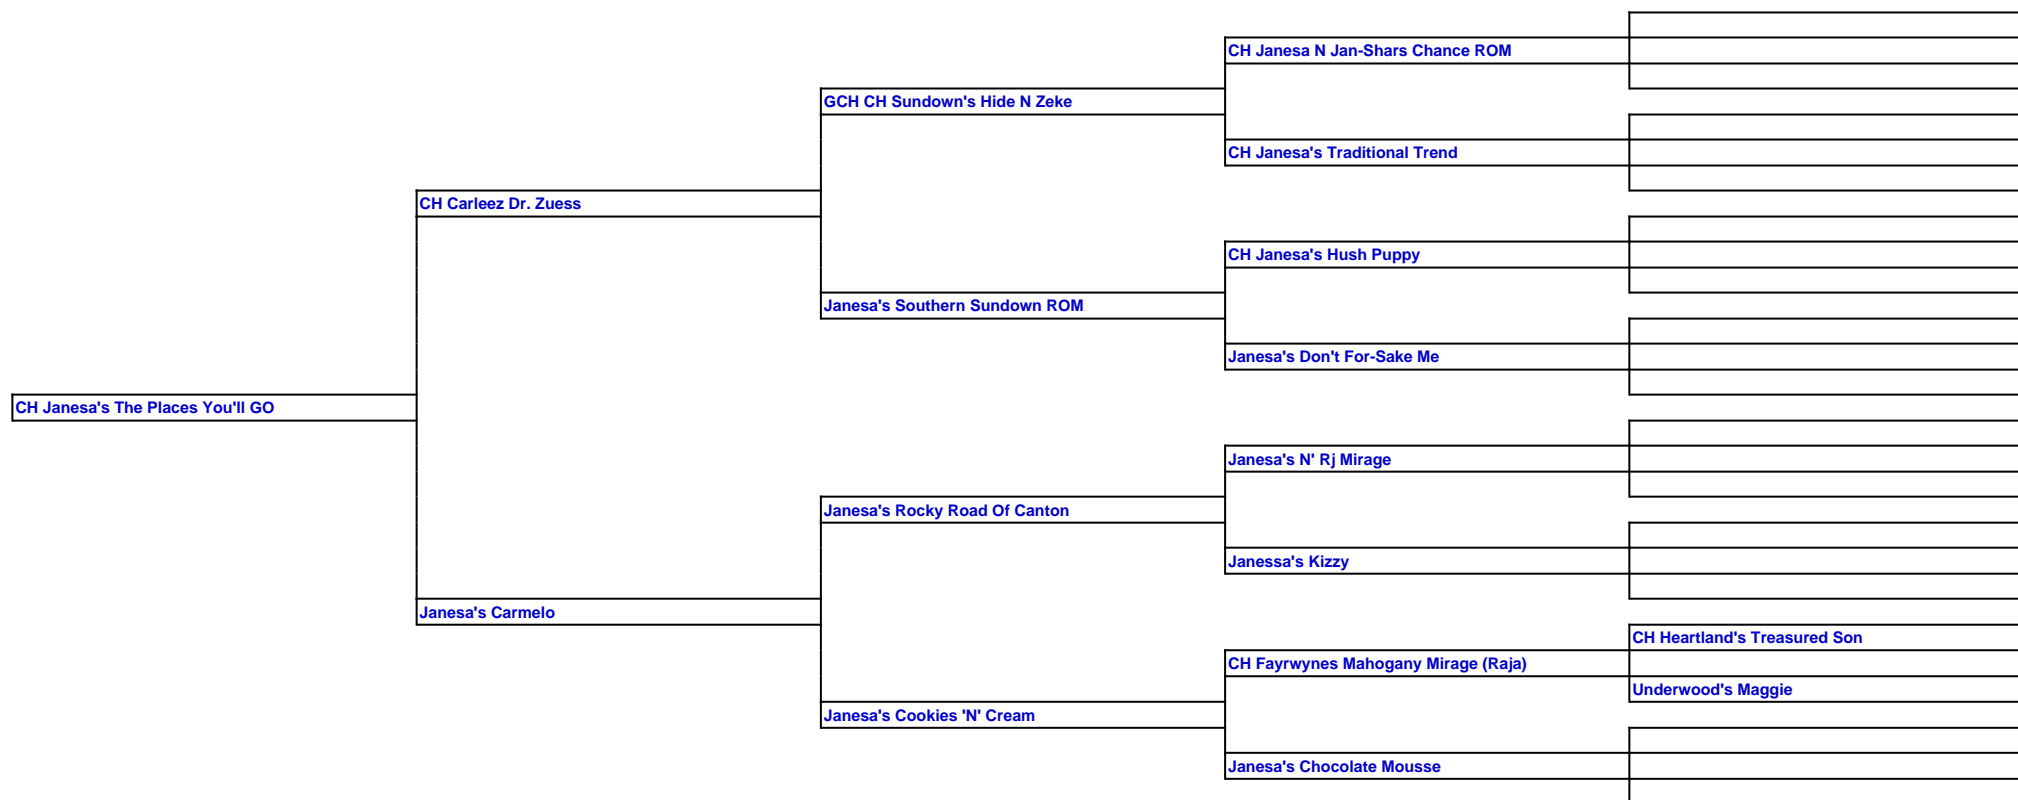 CH Janesa N Jan-Shars Chance ROM
GCH CH Sundown's Hide N Zeke
CH Janesa's Traditional Trend
CH Carleez Dr. Zuess
CH Janesa's Hush Puppy
Janesa's Southern Sundown ROM
Janesa's Don't For-Sake Me
CH Janesa's The Places You'll GO
Janesa's N' Rj Mirage
Janesa's Rocky Road Of Canton
Janessa's Kizzy
Janesa's Carmelo
CH Heartland's Treasured Son
CH Fayrwynes Mahogany Mirage (Raja)
Underwood's Maggie
Janesa's Cookies 'N' Cream
Janesa's Chocolate Mousse